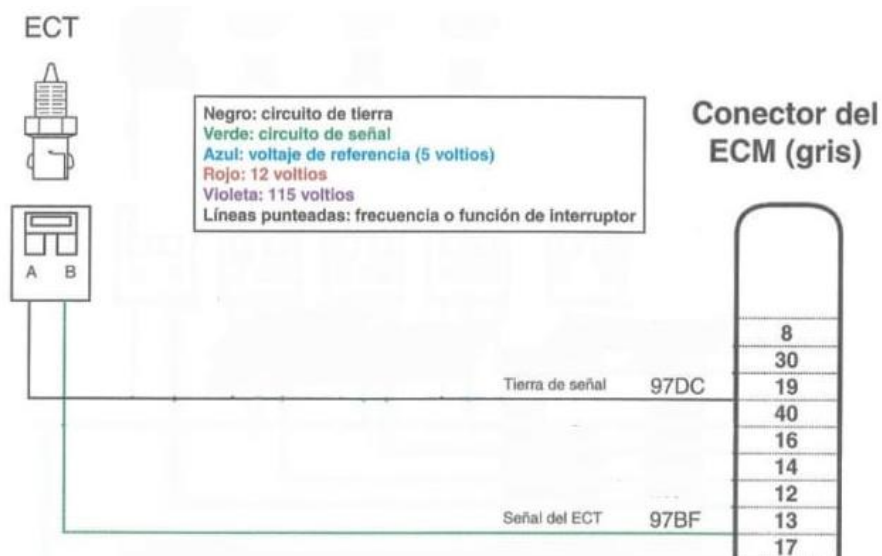 ECT
Negro: circuito de tierra
Verde: circuito de señal
Azul: voltaje de referencia (5 voltios)
Rojo: 12 voltios
Violeta: 115 voltios
Líneas punteadas: frecuencia o función de interruptor
Conector del
ECM (gris)
A B
8
30
Tierra de señal 97DC 19
40
16
14
12
Señal del ECT 97BF 13
17